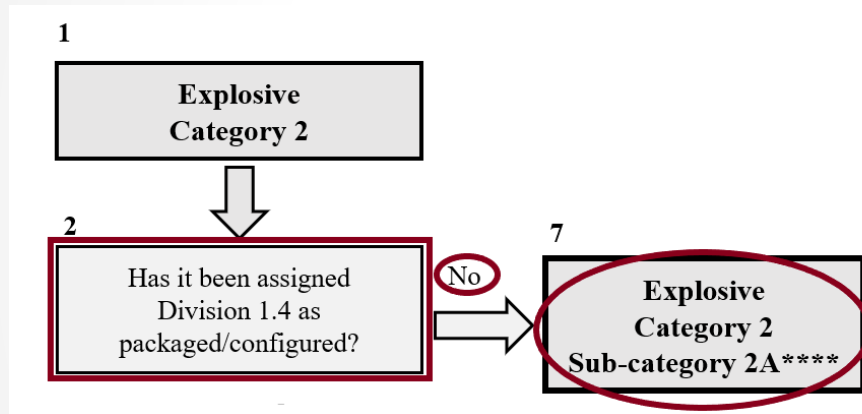 1
Explosive
Category 2
2
Has it been assigned
Division 1.4 as
packaged/configured?
No
7
Explosive
Category 2
Sub-category 2A****